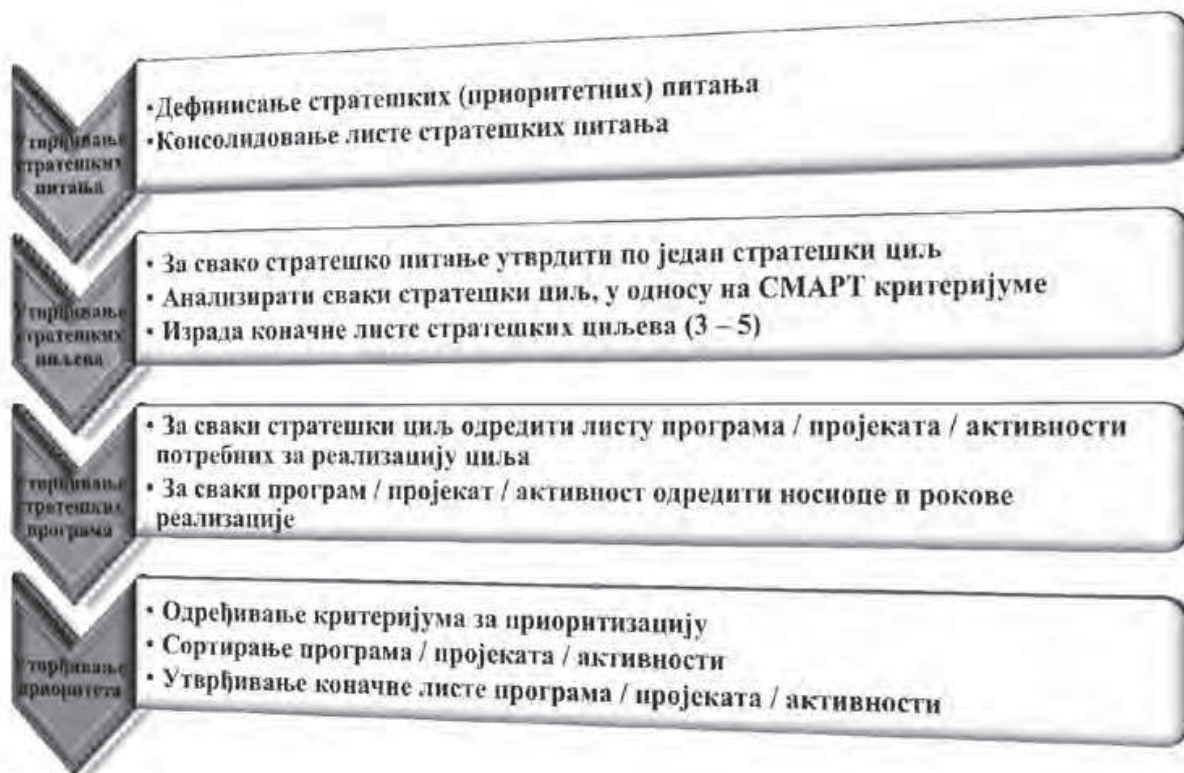 Утврђивање
стратешких
питања
•Дефинисање стратешких (приоритетних) питања
•Консолидовање листе стратешких питања
Утврђивање
стратешких
циљева
• За свако стратешко питање утврдити по један стратешки циљ
• Анализирати сваки стратешки циљ, у односу на СМАРТ критеријуме
• Израда коначне листе стратешких циљева (3 – 5)
Утврђивање
стратешких
програма
• За сваки стратешки циљ одредити листу програма / пројеката / активности
потребних за реализацију циља
• За сваки програм / пројекат / активност одредити носиоце и рокове
реализације
Утврђивање
приоритета
• Одређивање критеријума за приоритизацију
• Сортирање програма / пројеката / активности
• Утврђивање коначне листе програма / пројеката / активности